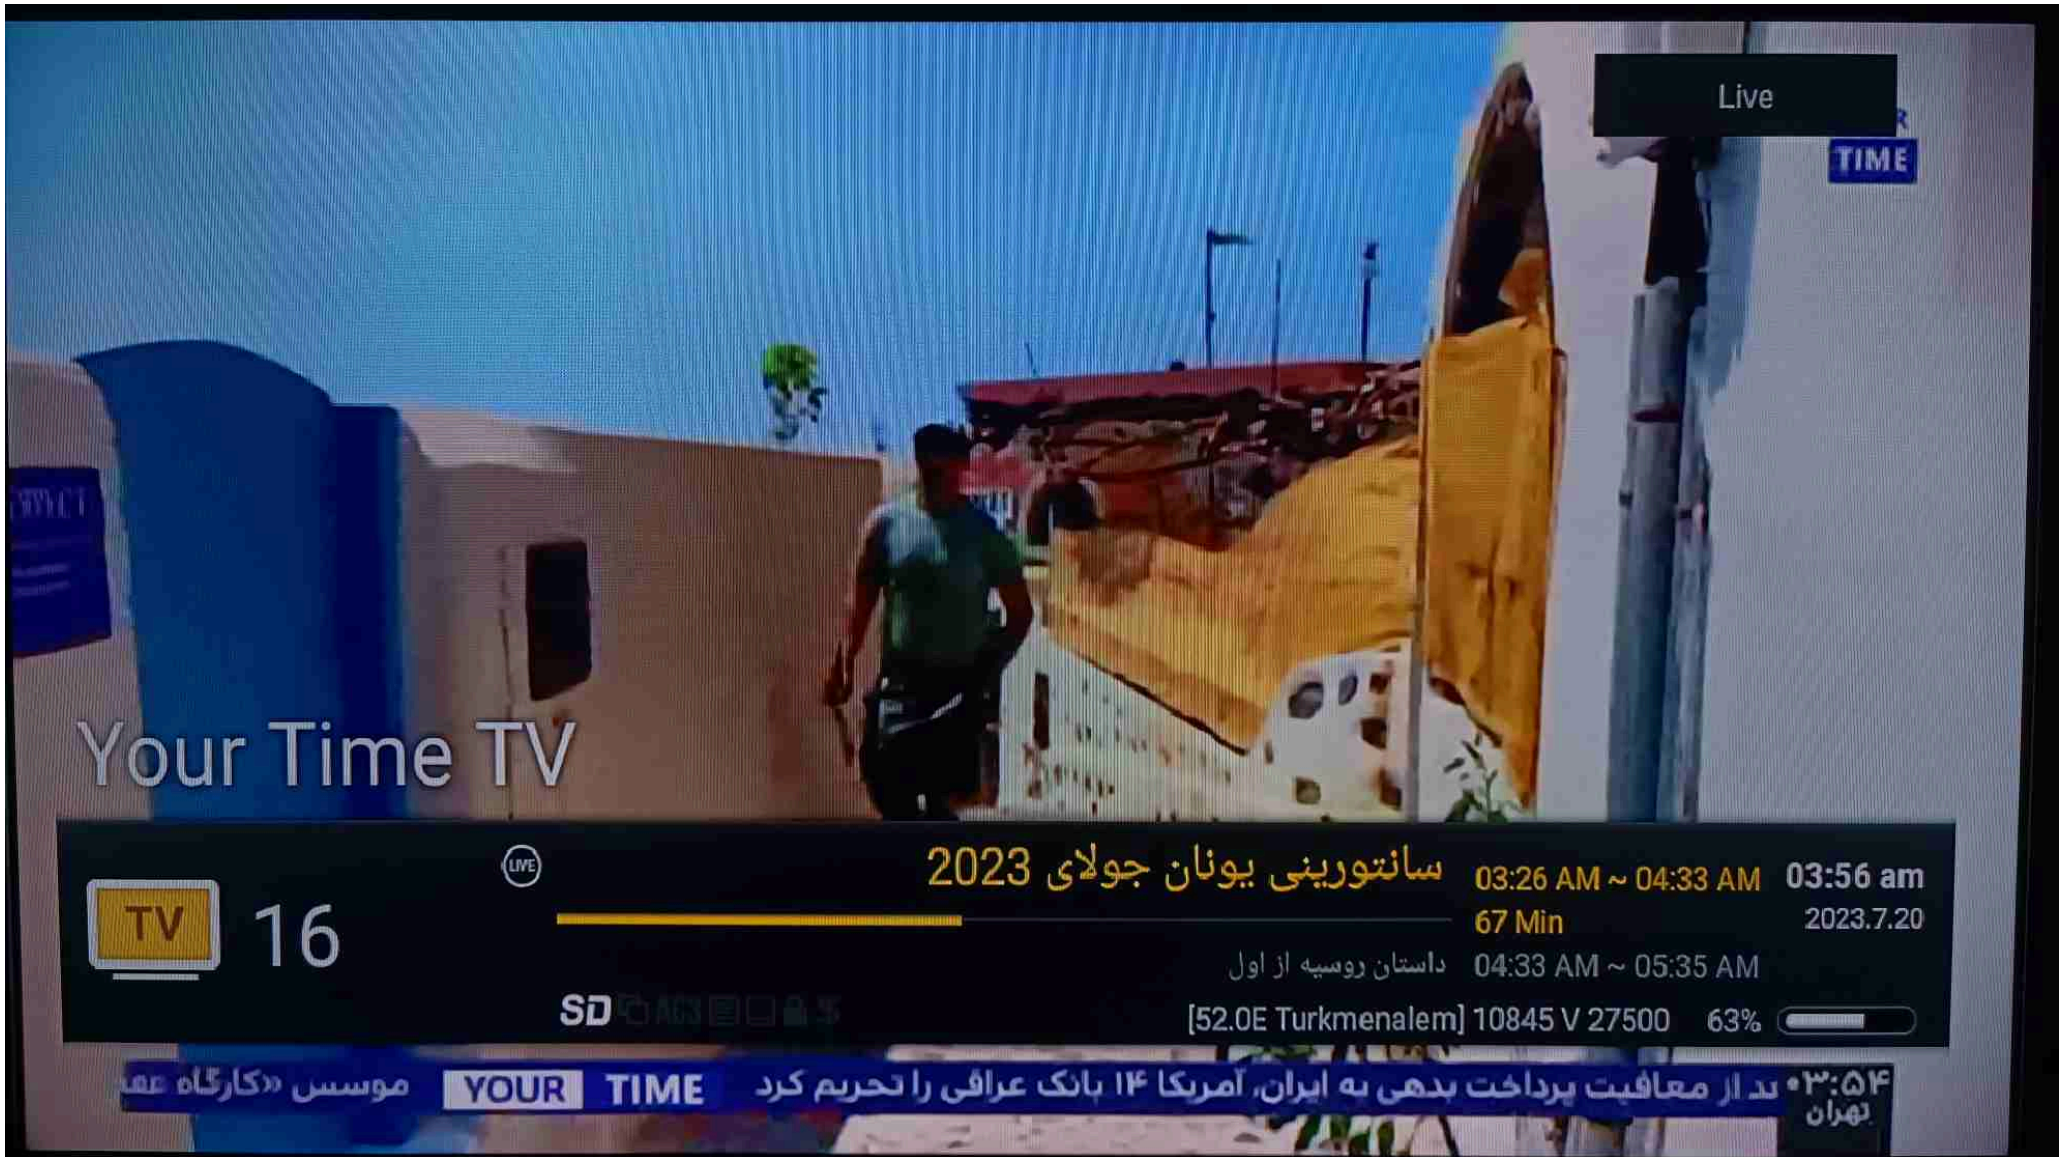 Live
TIME
Your Time TV
LIVE
سانتورینی یونان جولای 2023
03:26 AM ~ 04:33 AM
03:56 am
TV
16
67 Min
2023.7.20
داستان روسیه از اول
04:33 AM ~ 05:35 AM
SD AC3
[52.0E Turkmenalem] 10845 V 27500
63%
۰۳:۵۴
تهران
بد از معافیت پرداخت بدهی به ایران, آمریکا ۱۴ بانک عراقی را تحریم کرد YOUR TIME موسس «کارگاه